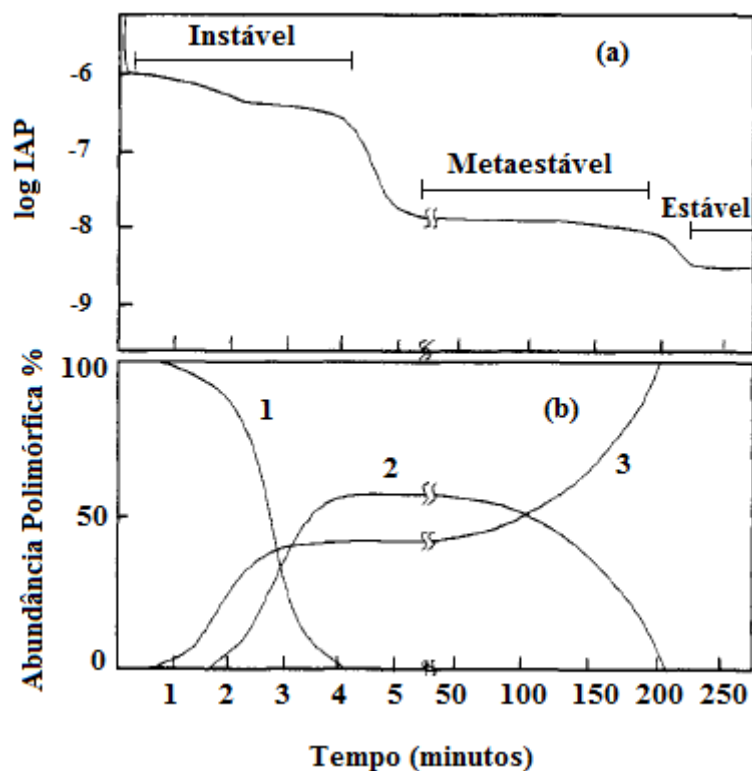 Instável
(a)
-6
-7
-8
-9
log IAP
Metaestável
Estável
100
50
0
Abundância Polimórfica %
1
2
3
(b)
1 2 3 4 5 50 100 150 200 250
Tempo (minutos)